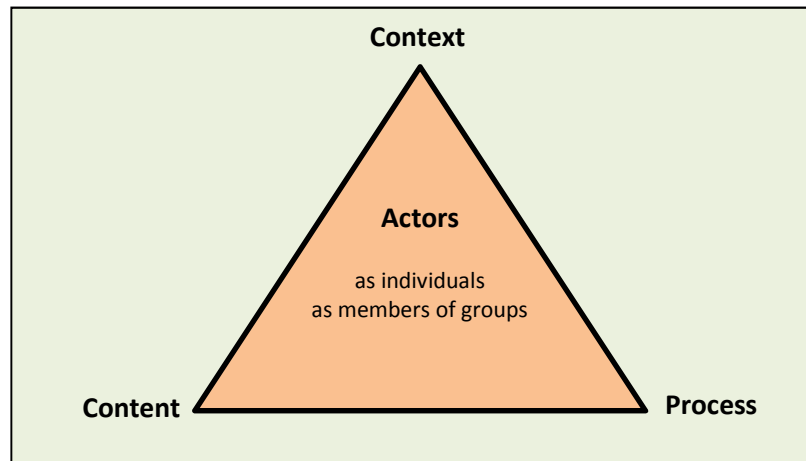 Context
Actors
as individuals
as members of groups
Content
Process